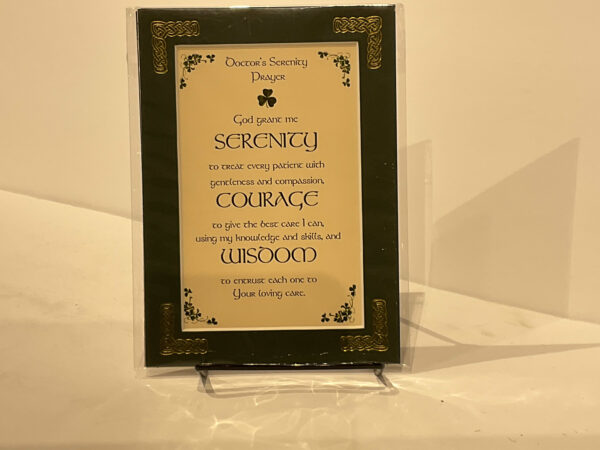 Doctor's Serenity
Prayer
God grant me
SERENITY
to treat every patient with
gentleness and compassion,
COURAGE
to give the best care I can,
using my knowledge and skills, and
WISDOM
to entrust each one to
Your loving care.